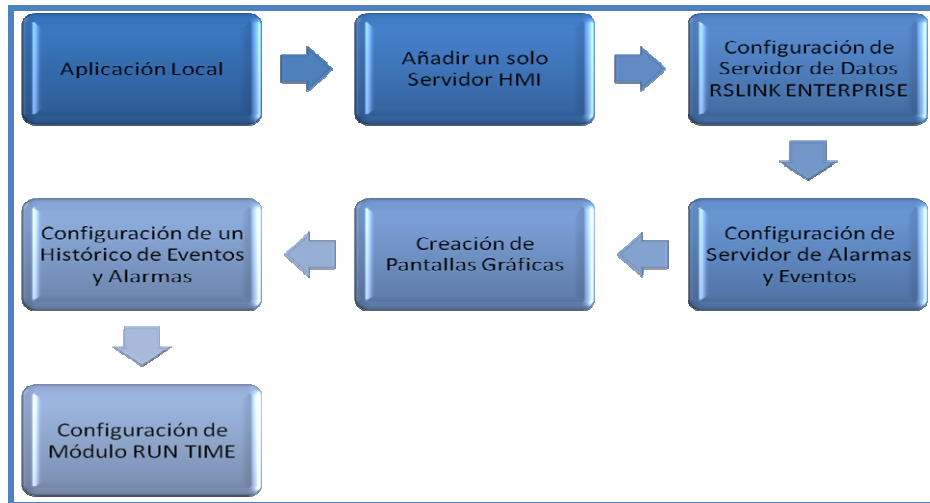 Aplicación Local
Añadir un solo
Servidor HMI
Configuración de
Servidor de Datos
RSLINK ENTERPRISE
Configuración de
Servidor de Alarmas
y Eventos
Creación de
Pantallas Gráficas
Configuración de un
Histórico de Eventos
y Alarmas
Configuración de
Módulo RUN TIME